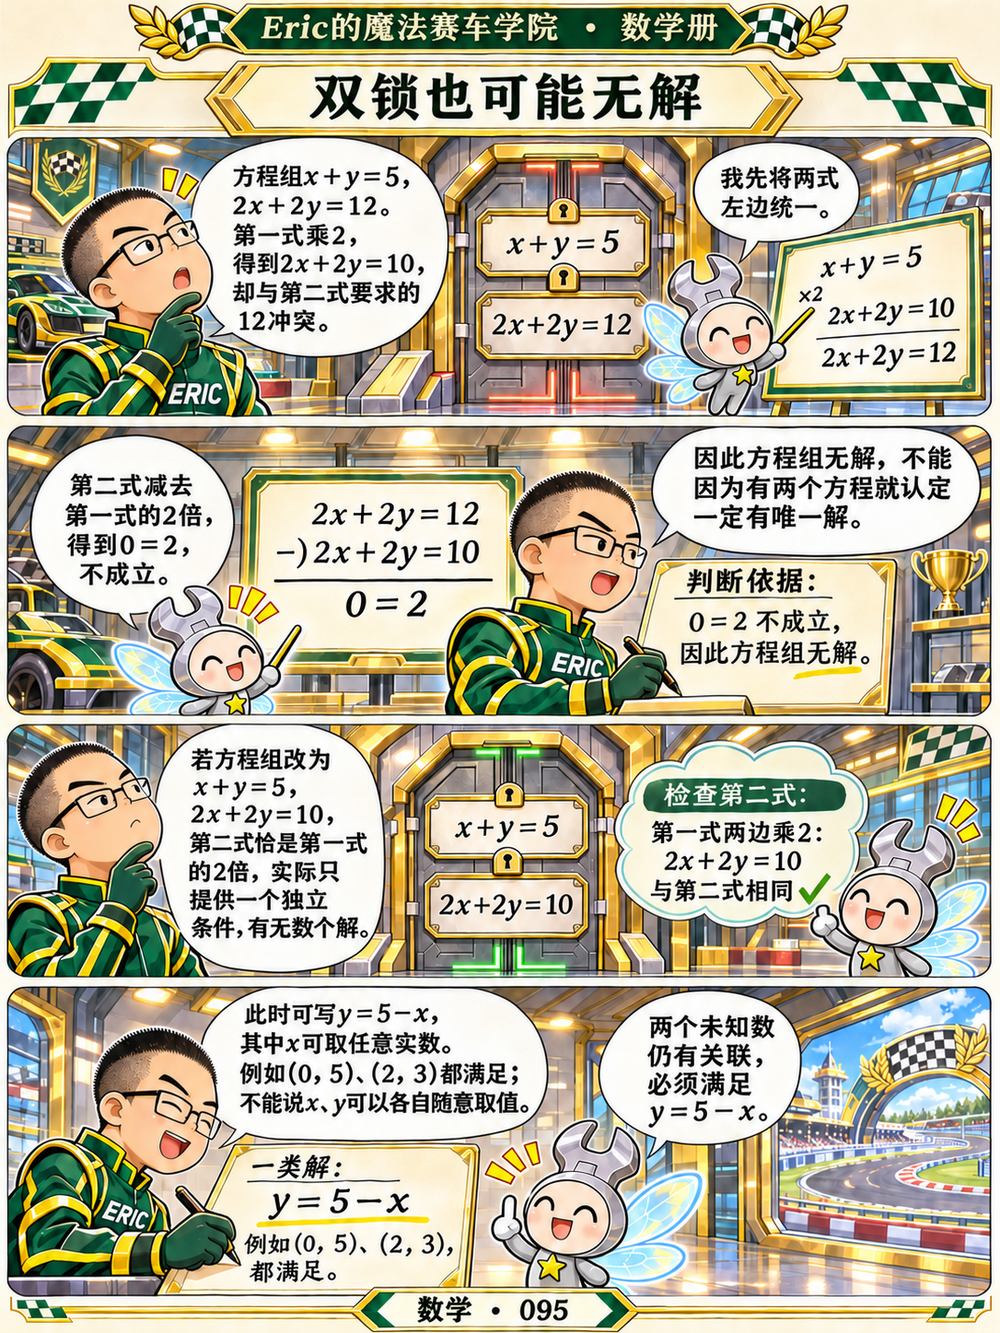 Eric的魔法赛车学院 · 数学册
双锁也可能无解
方程组x+y=5,
2x+2y=12。
第一式乘2,
得到2x+2y=10,
却与第二式要求的
12冲突。
ERIC
x+y=5
2x+2y=12
我先将两式
左边统一。
x+y=5
×2
2x+2y=10
2x+2y=12
第二式减去
第一式的2倍,
得到0=2,
不成立。
2x+2y=12
−)2x+2y=10
0=2
ERIC
因此方程组无解,不能
因为有两个方程就认定
一定有唯一解。
判断依据:
0=2 不成立,
因此方程组无解。
若方程组改为
x+y=5,
2x+2y=10,
第二式恰是第一式
的2倍,实际只
提供一个独立
条件,有无数个解。
x+y=5
2x+2y=10
检查第二式:
第一式两边乘2:
2x+2y=10
与第二式相同✓
此时可写y=5−x,
其中x可取任意实数。
例如(0, 5)、(2, 3)都满足;
不能说x、y可以各自随意取值。
ERIC
一类解:
y=5−x
例如(0, 5)、(2, 3),
都满足。
两个未知数
仍有关联,
必须满足
y=5−x。
数学 · 095